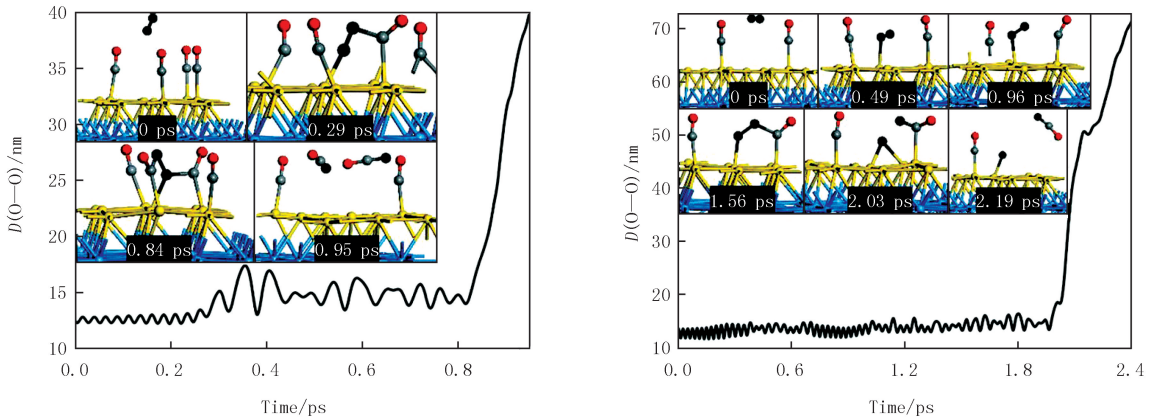 40
35
30
25
20
15
10
D(O—O)/nm
0 ps
0.29 ps
0.84 ps
0.95 ps
0.0 0.2 0.4 0.6 0.8
Time/ps
70
60
50
40
30
20
10
D(O—O)/nm
0 ps
0.49 ps
0.96 ps
1.56 ps
2.03 ps
2.19 ps
0.0 0.6 1.2 1.8 2.4
Time/ps